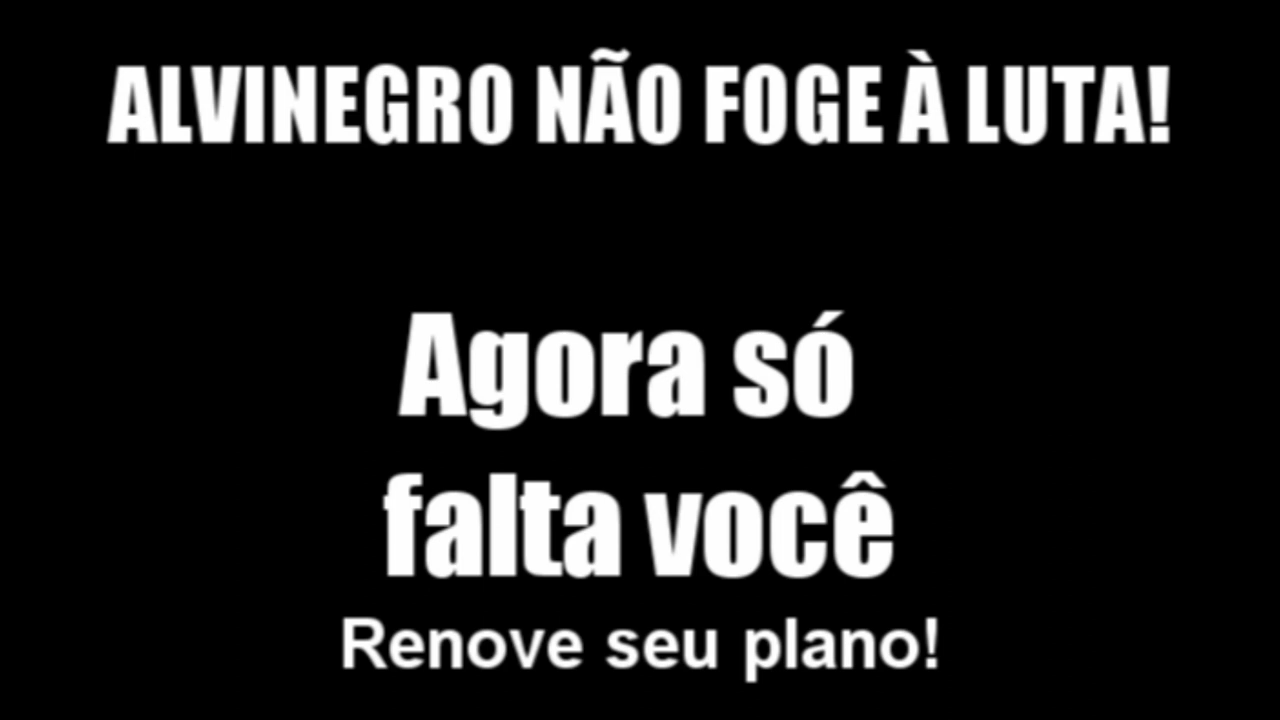 ALVINEGRO NÃO FOGE À LUTA!
Agora só
falta você
Renove seu plano!